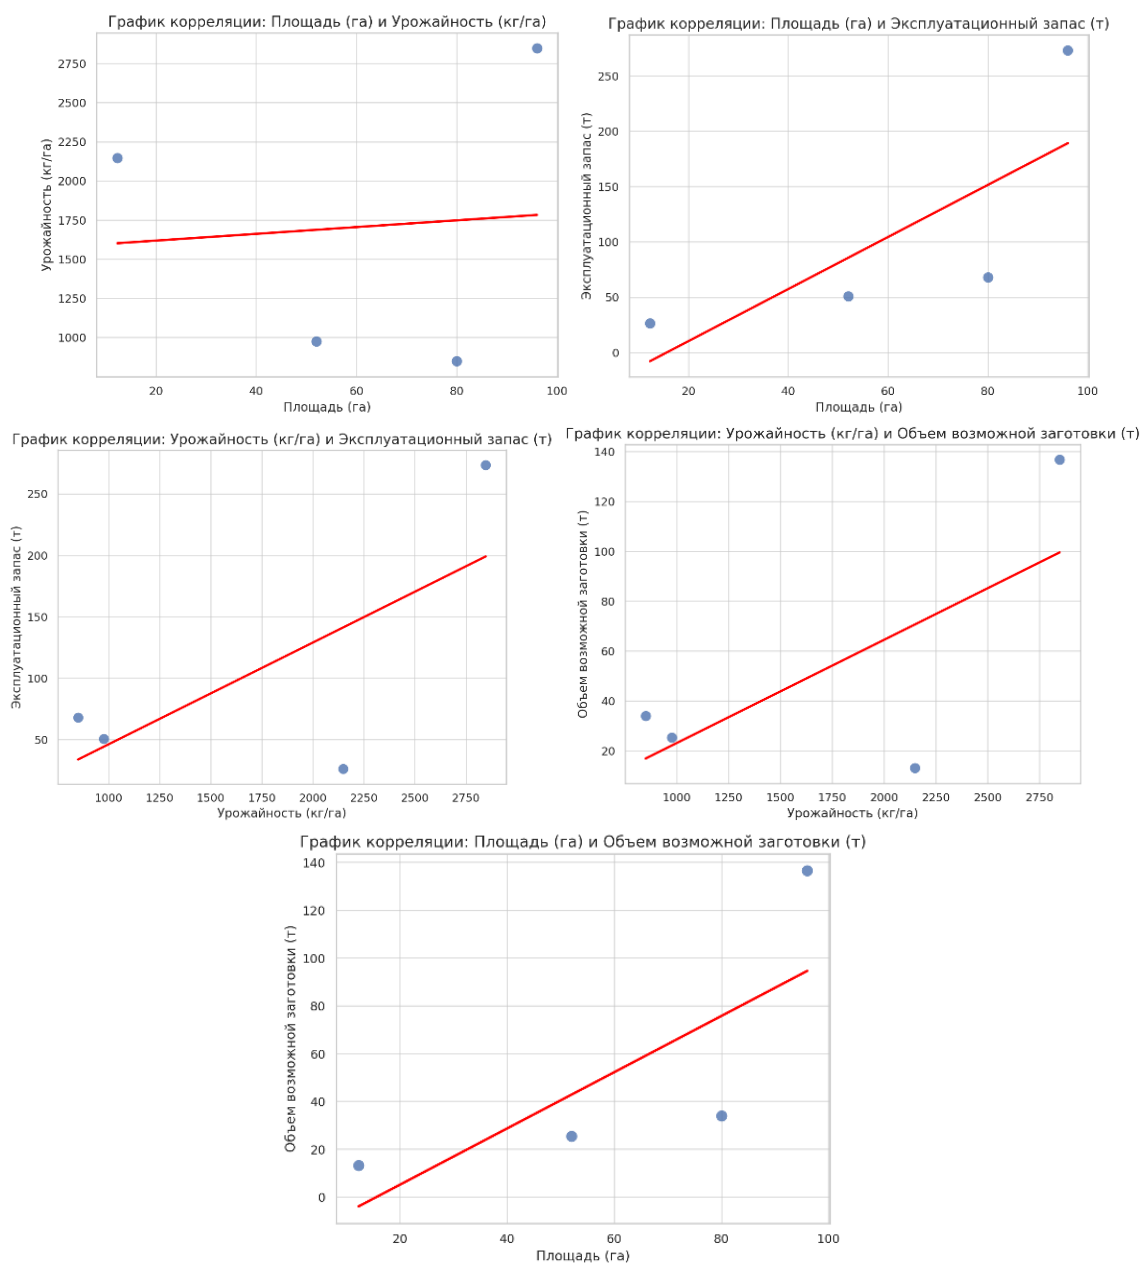 График корреляции: Площадь (га) и Урожайность (кг/га)
2750
2500
2250
2000
1750
1500
1250
1000
Урожайность (кг/га)
20 40 60 80 100
Площадь (га)
График корреляции: Площадь (га) и Эксплуатационный запас (т)
250
200
150
100
50
0
Эксплуатационный запас (т)
20 40 60 80 100
Площадь (га)
График корреляции: Урожайность (кг/га) и Эксплуатационный запас (т)
250
200
150
100
50
Эксплуатационный запас (т)
1000 1250 1500 1750 2000 2250 2500 2750
Урожайность (кг/га)
График корреляции: Урожайность (кг/га) и Объем возможной заготовки (т)
140
120
100
80
60
40
20
Объем возможной заготовки (т)
1000 1250 1500 1750 2000 2250 2500 2750
Урожайность (кг/га)
График корреляции: Площадь (га) и Объем возможной заготовки (т)
140
120
100
80
60
40
20
0
Объем возможной заготовки (т)
20 40 60 80 100
Площадь (га)